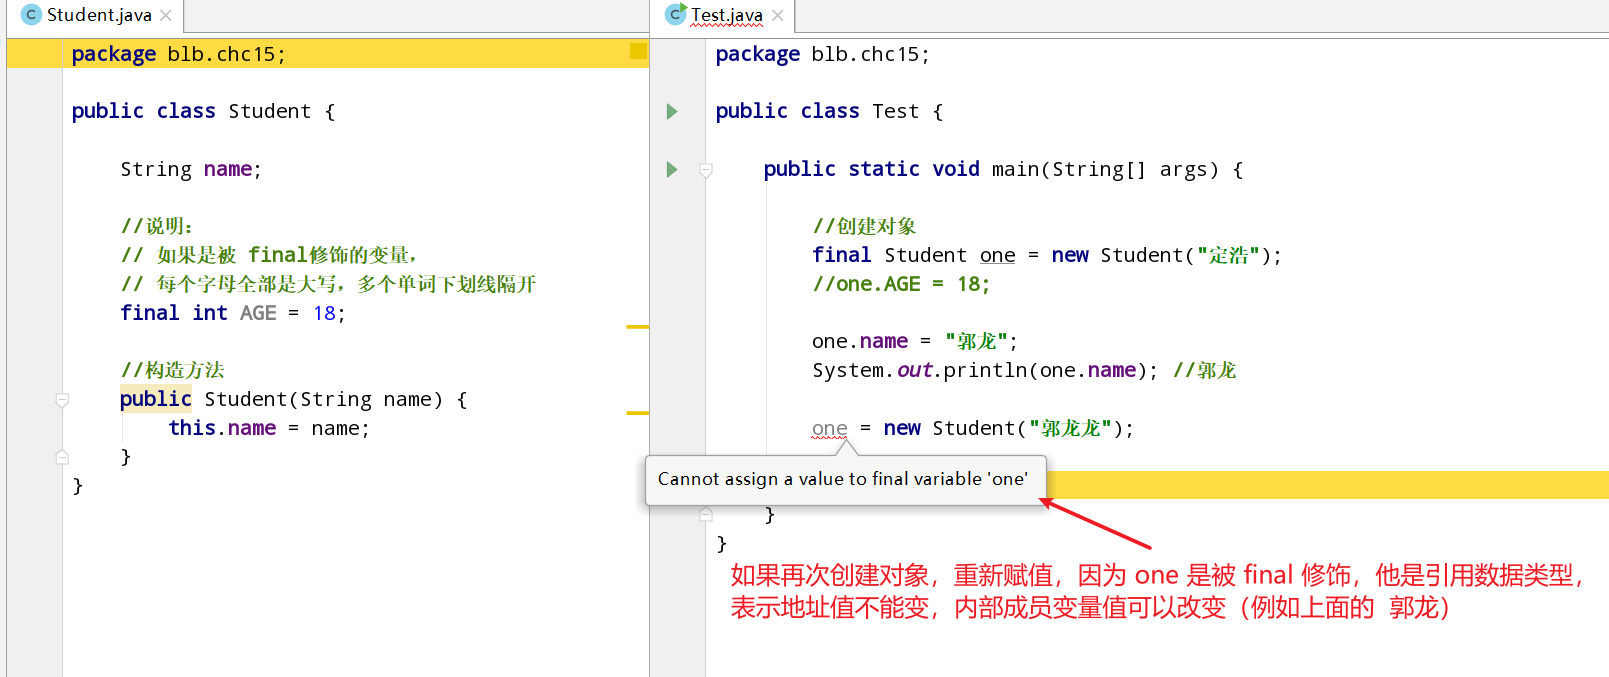 Student.java
package blb.chc15;
public class Student {
String name;
//说明：
// 如果是被 final修饰的变量，
// 每个字母全部是大写，多个单词下划线隔开
final int AGE = 18;
//构造方法
public Student(String name) {
this.name = name;
}
}
Test.java
package blb.chc15;
public class Test {
public static void main(String[] args) {
//创建对象
final Student one = new Student("定浩");
//one.AGE = 18;
one.name = "郭龙";
System.out.println(one.name); //郭龙
one = new Student("郭龙龙");
Cannot assign a value to final variable 'one'
}
}
如果再次创建对象，重新赋值，因为 one 是被 final 修饰，他是引用数据类型，
表示地址值不能变，内部成员变量值可以改变（例如上面的 郭龙）